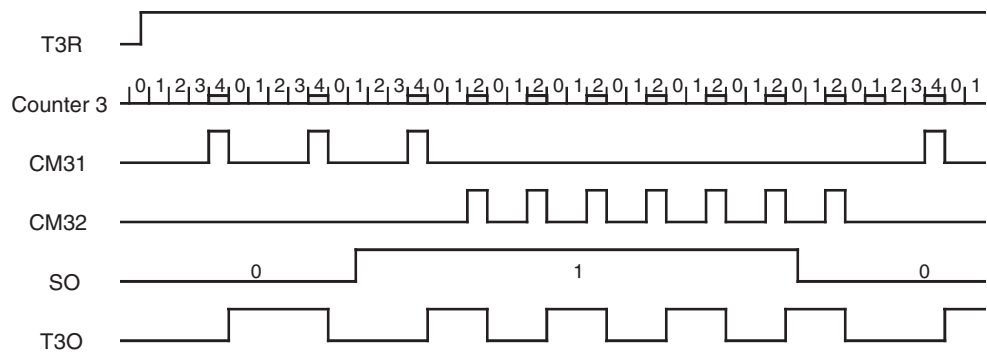 T3R
Counter 3 0 1 2 3 4 0 1 2 3 4 0 1 2 3 4 0 1 2 0 1 2 0 1 2 0 1 2 0 1 2 0 1 2 0 1 2 0 1 2 3 4 0 1
CM31
CM32
SO 0 1 0
T3O